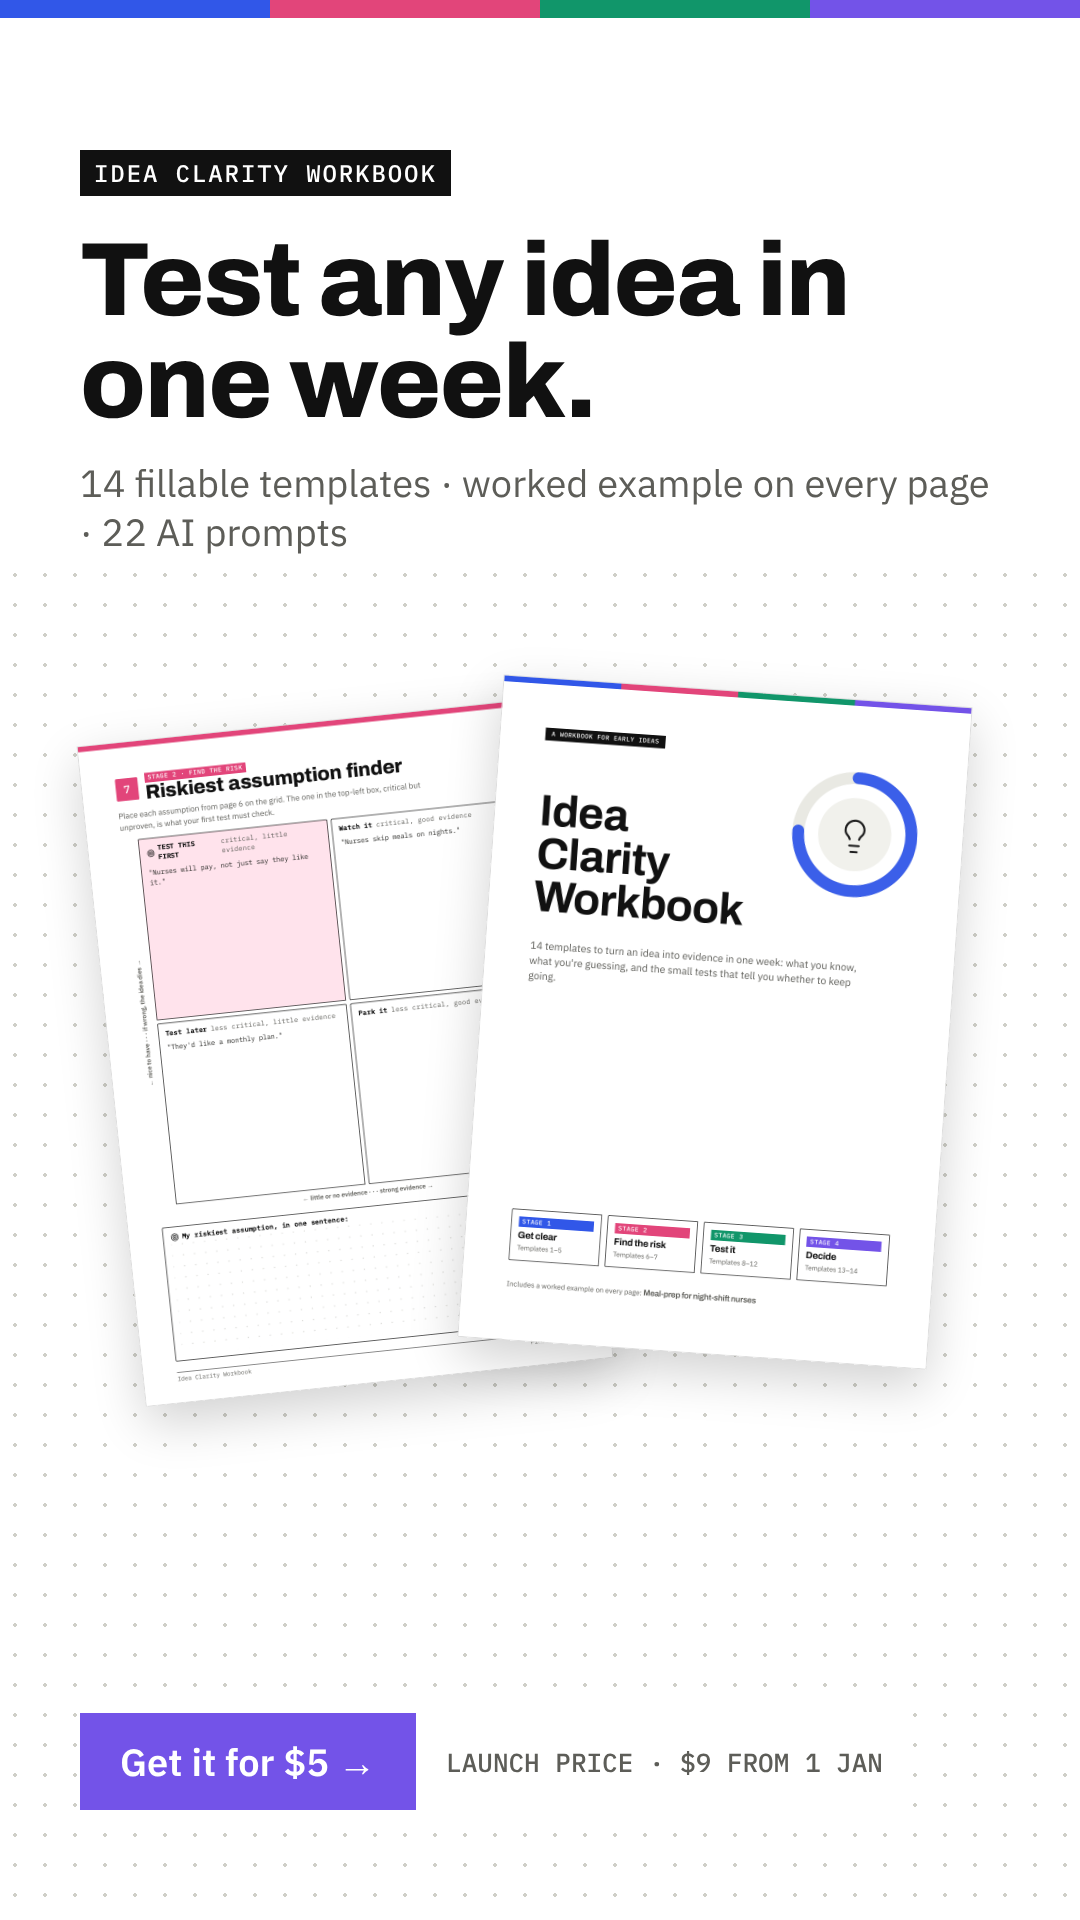 IDEA CLARITY WORKBOOK
Test any idea in
one week.
14 fillable templates · worked example on every page
· 22 AI prompts
7
STAGE 2 · FIND THE RISK
Riskiest assumption finder
Place each assumption from page 6 on the grid. The one in the top-left box, critical but
unproven, is what your first test must check.
TEST THIS FIRST
critical, little evidence
"Nurses will pay, not just say they like
it."
Watch it critical, good evidence
"Nurses skip meals on nights."
← nice to have · · · if wrong, the idea dies →
Test later less critical, little evidence
"They'd like a monthly plan."
Park it less critical, good
← little or no evidence · · · strong evidence →
My riskiest assumption, in one sentence:
Idea Clarity Workbook
A WORKBOOK FOR EARLY IDEAS
Idea
Clarity
Workbook
14 templates to turn an idea into evidence in one week: what you know,
what you're guessing, and the small tests that tell you whether to keep
going.
STAGE 1
Get clear
Templates 1–5
STAGE 2
Find the risk
Templates 6–7
STAGE 3
Test it
Templates 8–12
STAGE 4
Decide
Templates 13–14
Includes a worked example on every page: Meal-prep for night-shift nurses
Get it for $5 →
LAUNCH PRICE · $9 FROM 1 JAN